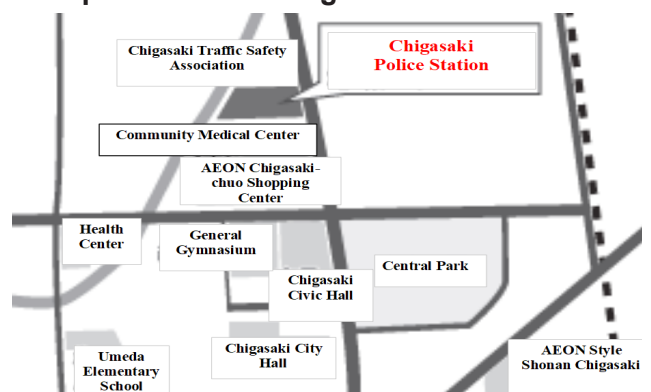 Chigasaki Traffic Safety
Association
Chigasaki
Police Station
Community Medical Center
AEON Chigasaki-
chuo Shopping
Center
Health
Center
General
Gymnasium
Chigasaki
Civic Hall
Central Park
Umeda
Elementary
School
Chigasaki City
Hall
AEON Style
Shonan Chigasaki